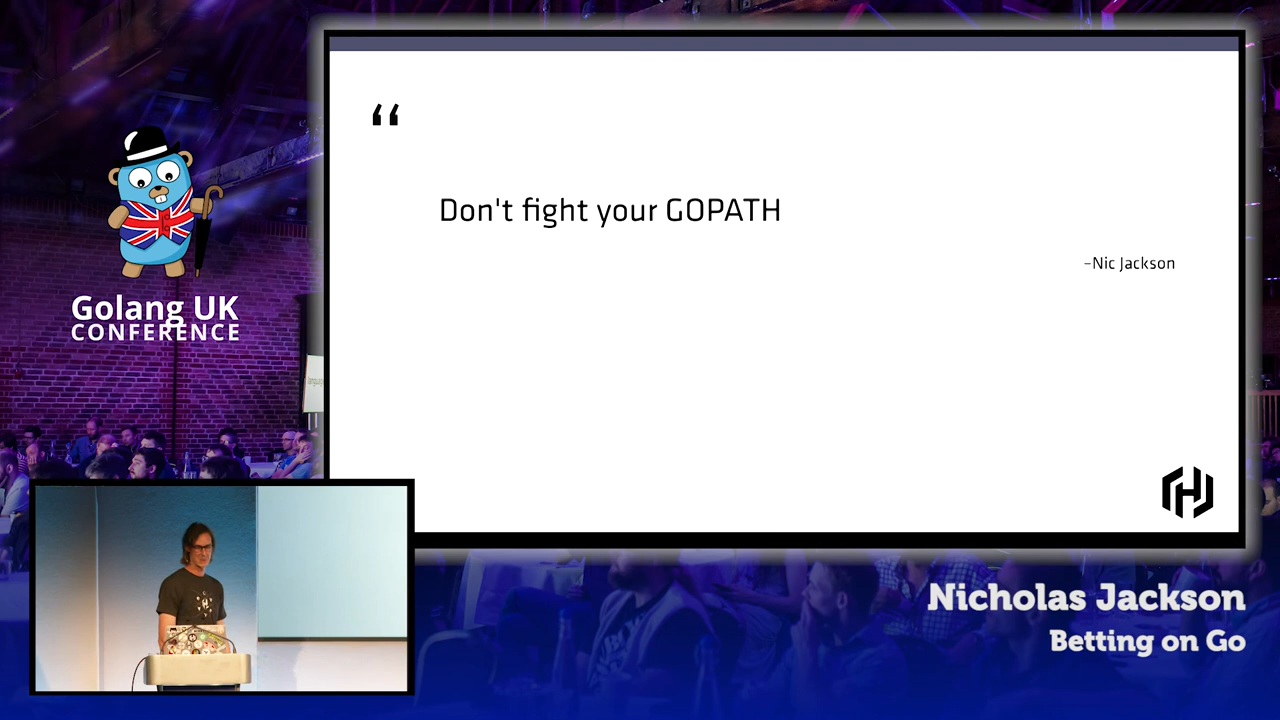 “
Don't fight your GOPATH
–Nic Jackson
Golang UK
CONFERENCE
Nicholas Jackson
Betting on Go